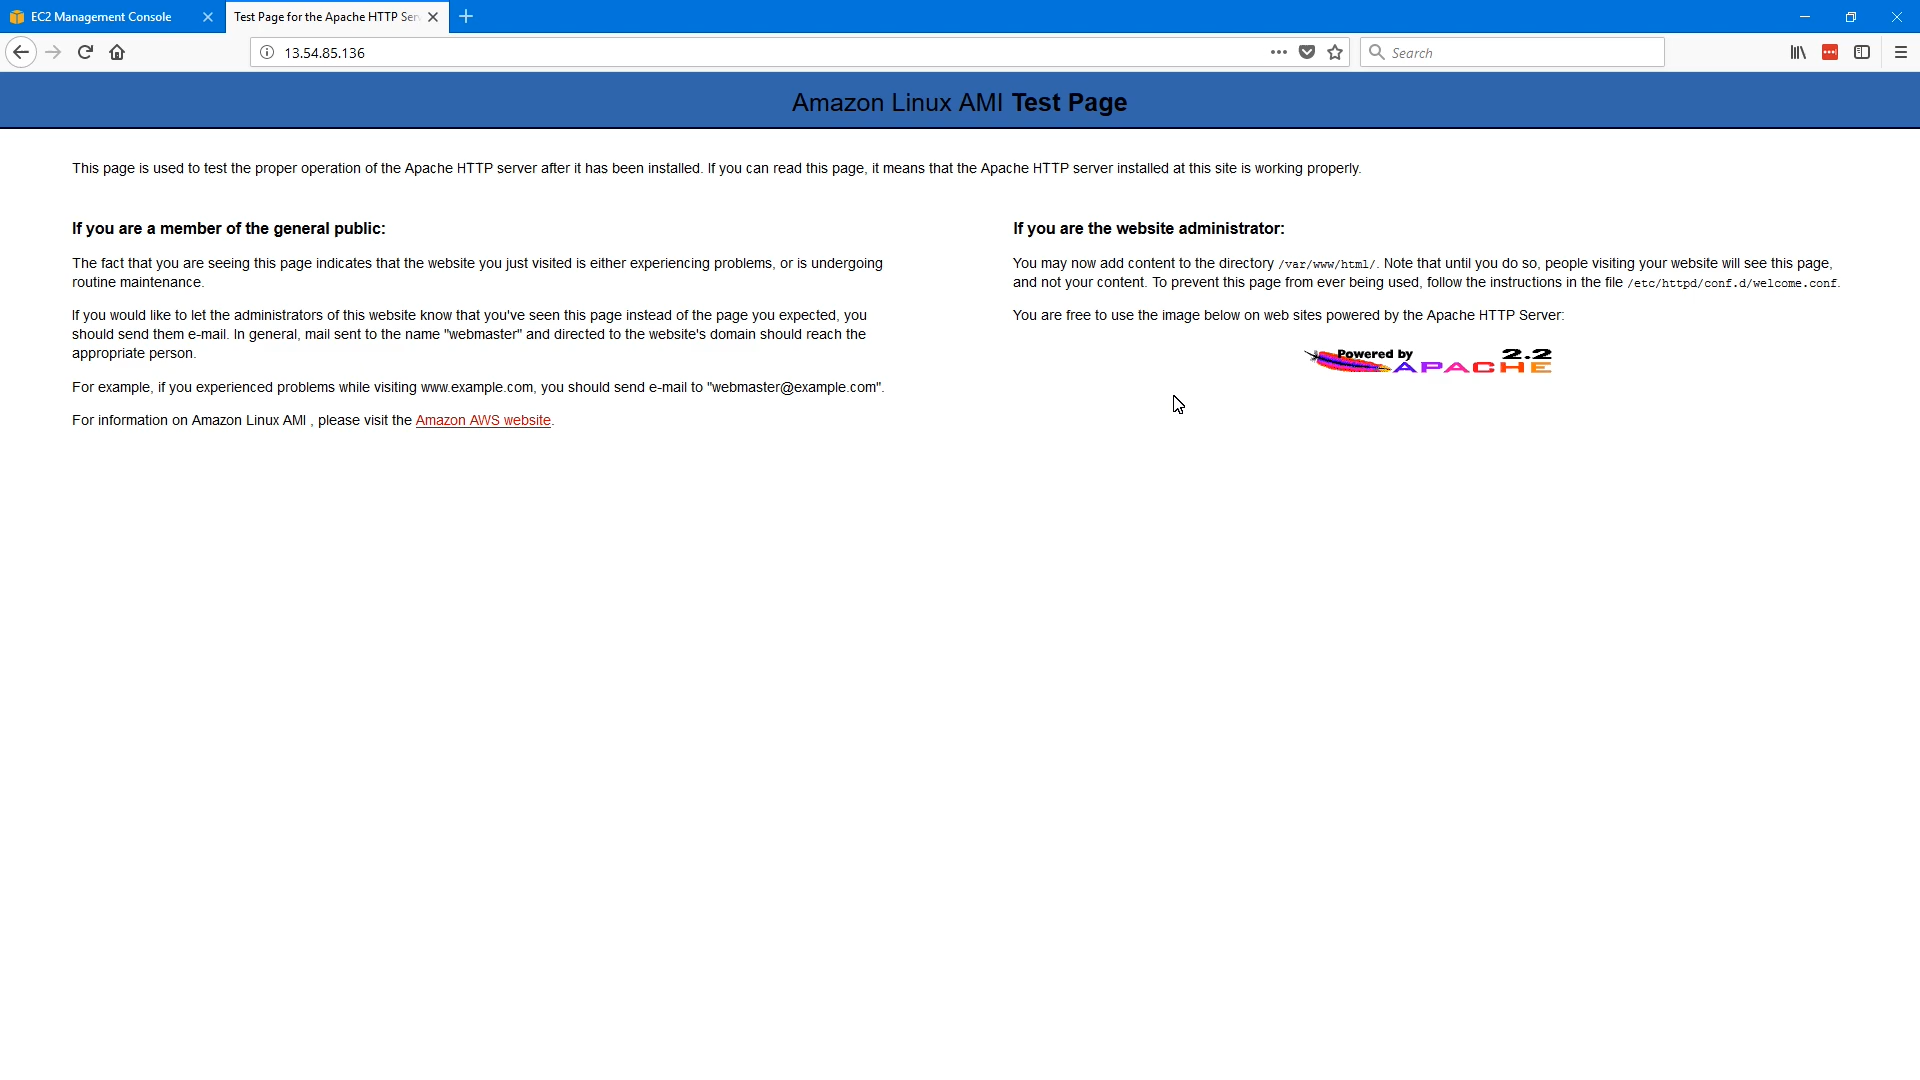 EC2 Management Console
Test Page for the Apache HTTP Ser
13.54.85.136
Search
Amazon Linux AMI Test Page
This page is used to test the proper operation of the Apache HTTP server after it has been installed. If you can read this page, it means that the Apache HTTP server installed at this site is working properly.
If you are a member of the general public:
The fact that you are seeing this page indicates that the website you just visited is either experiencing problems, or is undergoing
routine maintenance.
If you would like to let the administrators of this website know that you've seen this page instead of the page you expected, you
should send them e-mail. In general, mail sent to the name "webmaster" and directed to the website's domain should reach the
appropriate person.
For example, if you experienced problems while visiting www.example.com, you should send e-mail to "webmaster@example.com".
For information on Amazon Linux AMI , please visit the Amazon AWS website.
If you are the website administrator:
You may now add content to the directory /var/www/html/. Note that until you do so, people visiting your website will see this page,
and not your content. To prevent this page from ever being used, follow the instructions in the file /etc/httpd/conf.d/welcome.conf.
You are free to use the image below on web sites powered by the Apache HTTP Server:
Powered by 2.2
APACHE